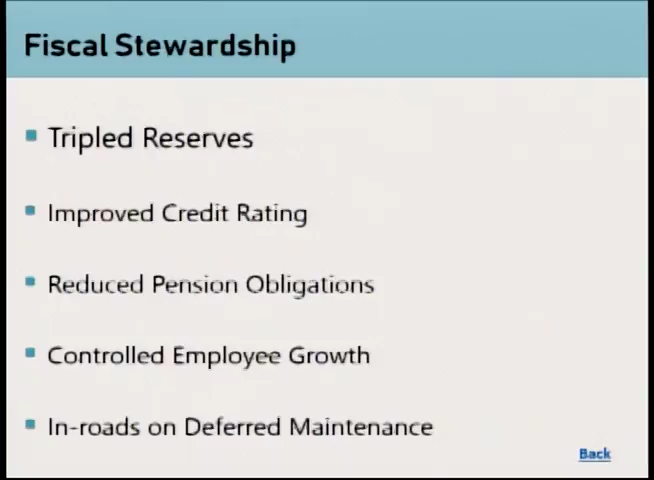 Fiscal Stewardship
Tripled Reserves
Improved Credit Rating
Reduced Pension Obligations
Controlled Employee Growth
In-roads on Deferred Maintenance
Back